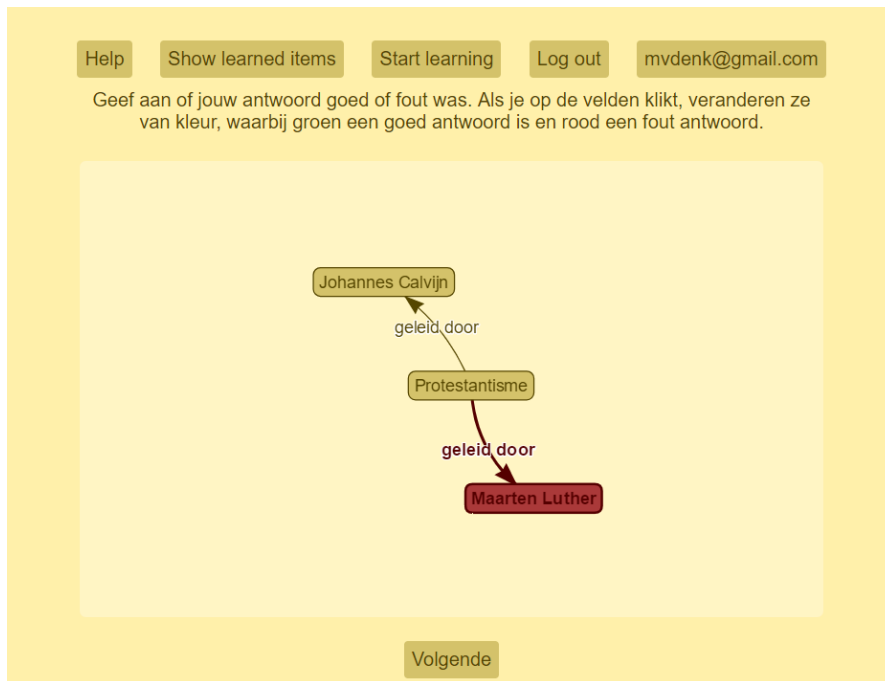 Help
Show learned items
Start learning
Log out
mvdenk@gmail.com
Geef aan of jouw antwoord goed of fout was. Als je op de velden klikt, veranderen ze
van kleur, waarbij groen een goed antwoord is en rood een fout antwoord.
Johannes Calvijn
geleid door
Protestantisme
geleid door
Maarten Luther
Volgende